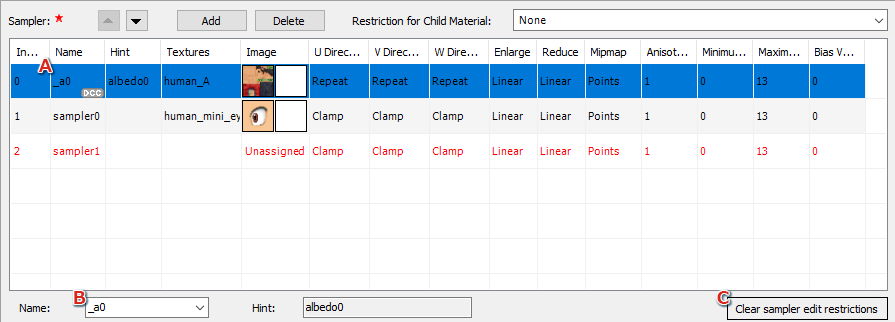 Sampler: ★ Add Delete Restriction for Child Material: None
In... Name Hint Textures Image U Direc... V Direc... W Dire... Enlarge Reduce Mipmap Anisot... Minimu... Maxim... Bias V...
A
0 _a0 albedo0 human_A Repeat Repeat Repeat Linear Linear Points 1 0 13 0
DCC
1 sampler0 human_mini_ey Clamp Clamp Clamp Linear Linear Points 1 0 13 0
2 sampler1 Unassigned Clamp Clamp Clamp Linear Linear Points 1 0 13 0
B C
Name: _a0 Hint: albedo0 Clear sampler edit restrictions